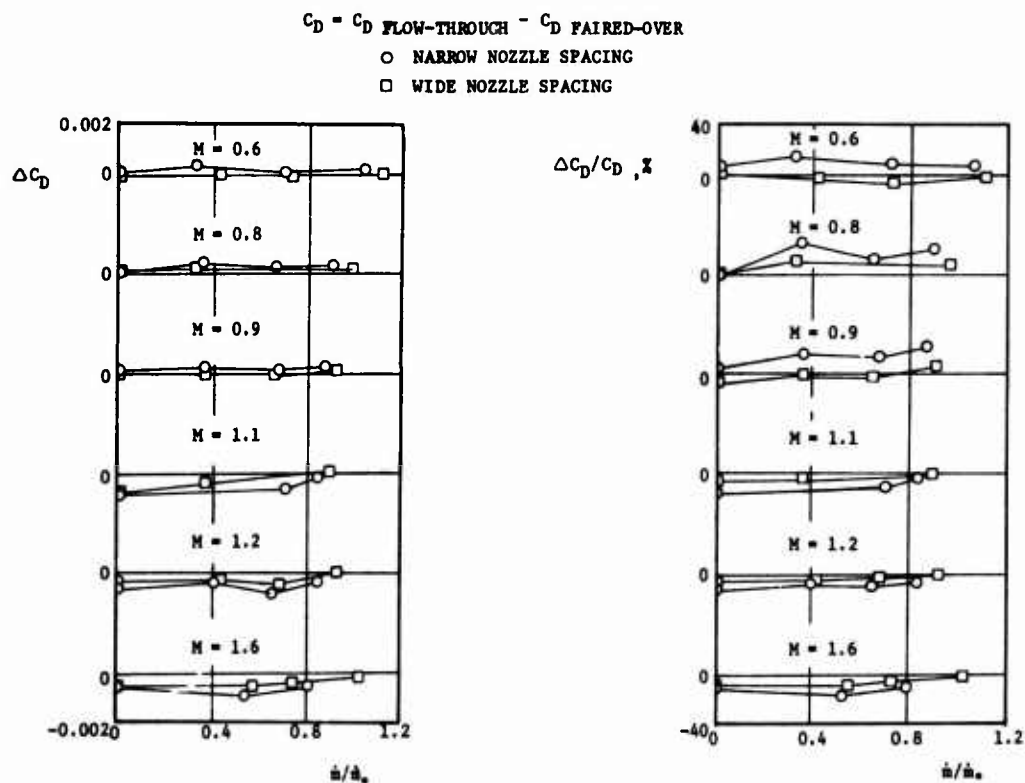 C_D = C_D FLOW-THROUGH - C_D FAIRED-OVER
○ NARROW NOZZLE SPACING
□ WIDE NOZZLE SPACING
0.002
ΔC_D
M = 0.6
0
M = 0.8
0
M = 0.9
0
M = 1.1
0
M = 1.2
0
M = 1.6
0
-0.002
0 0.4 0.8 1.2
40
ΔC_D/C_D ,%
M = 0.6
0
M = 0.8
0
M = 0.9
0
M = 1.1
0
M = 1.2
0
M = 1.6
0
-40
0 0.4 0.8 1.2